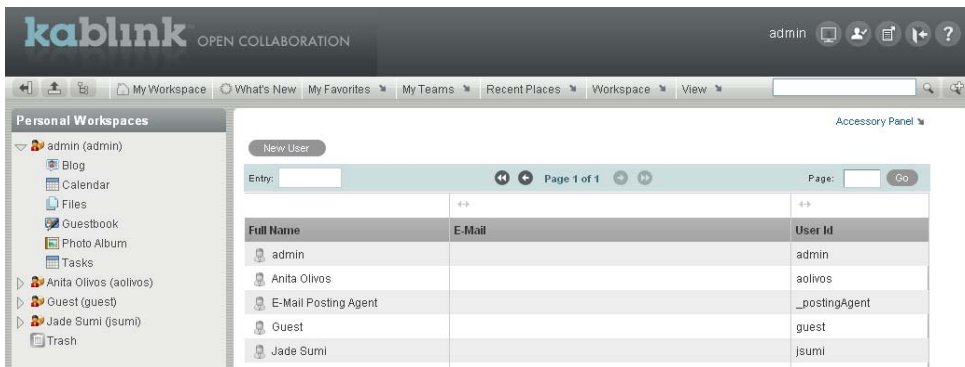 kablink OPEN COLLABORATION
admin ?
My Workspace What's New My Favorites My Teams Recent Places Workspace View
Personal Workspaces
admin (admin)
Blog
Calendar
Files
Guestbook
Photo Album
Tasks
Anita Olivos (aolivos)
Guest (guest)
Jade Sumi (jsumi)
Trash
Accessory Panel
New User
Entry: Page 1 of 1 Page: Go
Full Name E-Mail User Id
admin admin
Anita Olivos aolivos
E-Mail Posting Agent _postingAgent
Guest guest
Jade Sumi jsumi